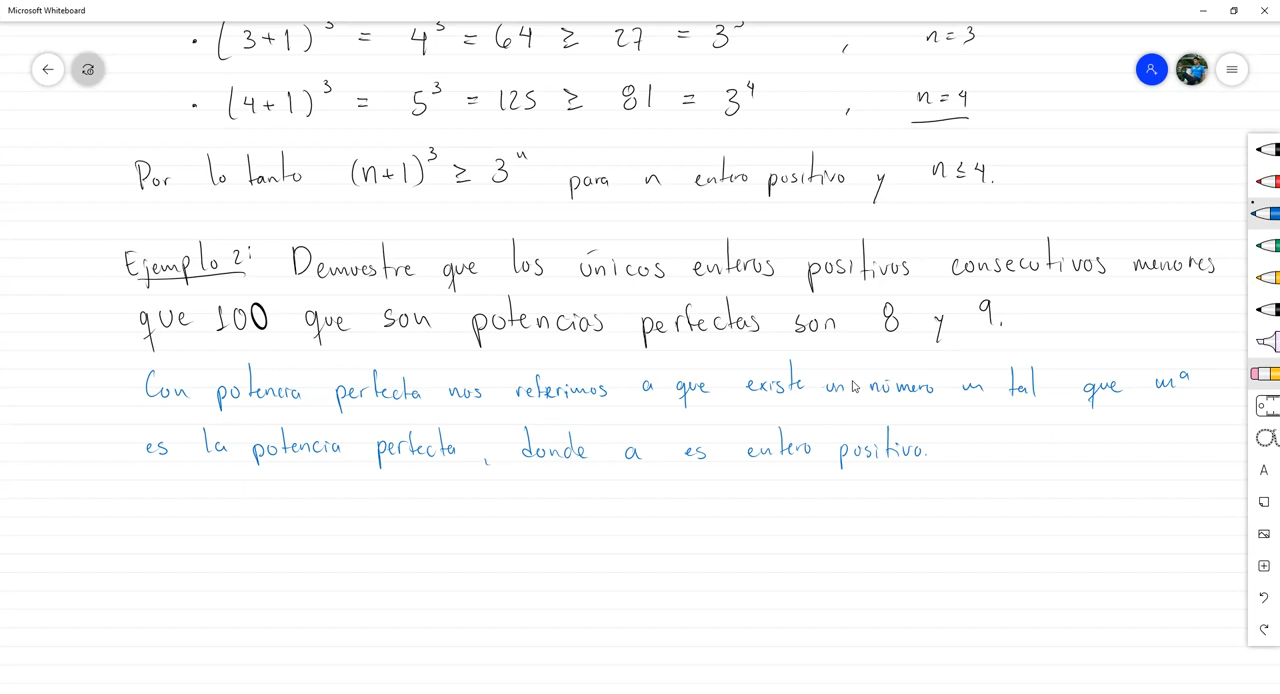 Microsoft Whiteboard
· (3+1)³ = 4³ = 64 ≥ 27 = 3³ , n = 3
· (4+1)³ = 5³ = 125 ≥ 81 = 3⁴ , n = 4
Por lo tanto (n+1)³ ≥ 3ⁿ para n entero positivo y n ≤ 4.
Ejemplo 2: Demuestre que los únicos enteros positivos consecutivos menores
que 100 que son potencias perfectas son 8 y 9.
Con potencia perfecta nos referimos a que existe un número m tal que mᵃ
es la potencia perfecta, donde a es entero positivo.
A